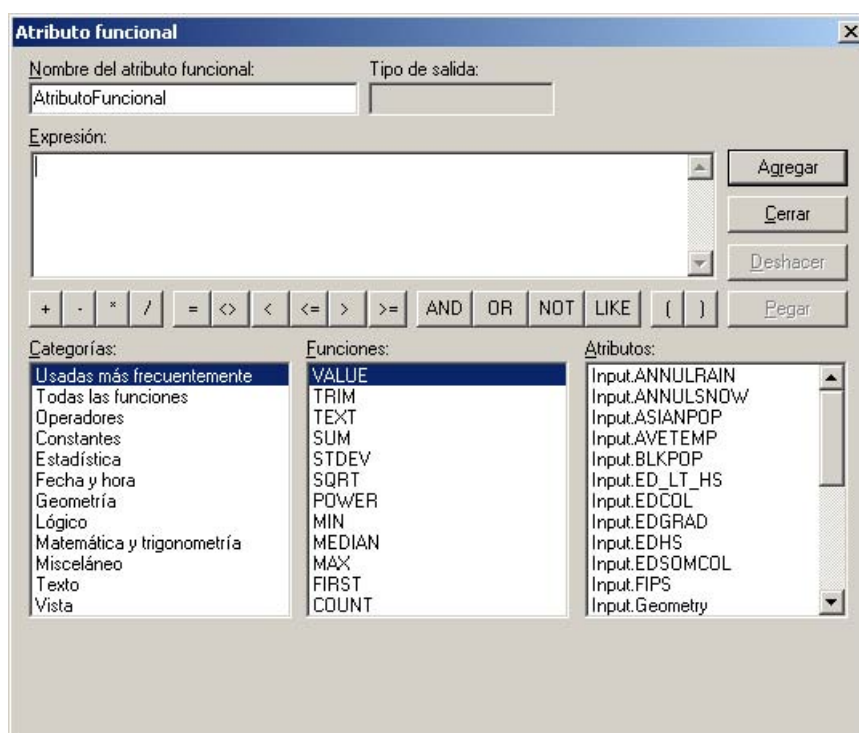 Atributo funcional
Nombre del atributo funcional: Tipo de salida:
AtributoFuncional
Expresión:
Agregar
Cerrar
Deshacer
+ - * / = <> < <= > >= AND OR NOT LIKE ( ) Pegar
Categorías: Funciones: Atributos:
Usadas más frecuentemente VALUE Input.ANNULRAIN
Todas las funciones TRIM Input.ANNULSNOW
Operadores TEXT Input.ASIANPOP
Constantes SUM Input.AVETEMP
Estadística STDEV Input.BLKPOP
Fecha y hora SQRT Input.ED_LT_HS
Geometría POWER Input.EDCOL
Lógico MIN Input.EDGRAD
Matemática y trigonometría MEDIAN Input.EDHS
Misceláneo MAX Input.EDSOMCOL
Texto FIRST Input.FIPS
Vista COUNT Input.Geometry